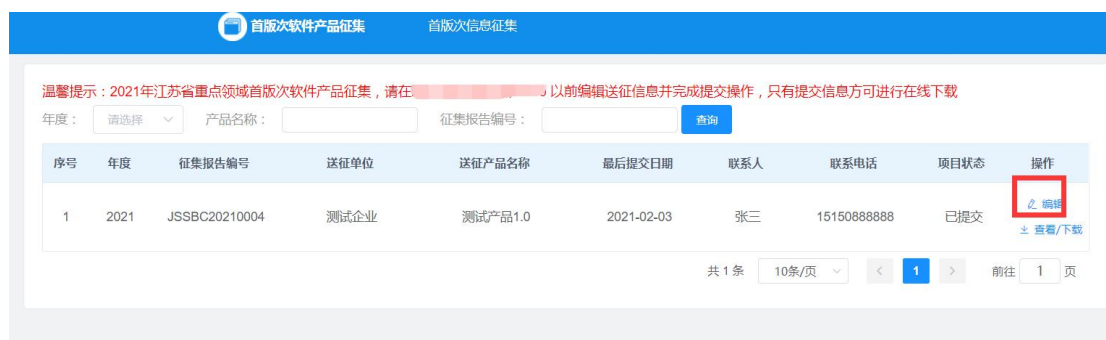 首版次软件产品征集 首版次信息征集
温馨提示：2021年江苏省重点领域首版次软件产品征集，请在 以前编辑送征信息并完成提交操作，只有提交信息方可进行在线下载
年度： 请选择 产品名称： 征集报告编号： 查询
序号 年度 征集报告编号 送征单位 送征产品名称 最后提交日期 联系人 联系电话 项目状态 操作
1 2021 JSSBC20210004 测试企业 测试产品1.0 2021-02-03 张三 15150888888 已提交 编辑
查看/下载
共 1 条 10条/页 < 1 > 前往 1 页